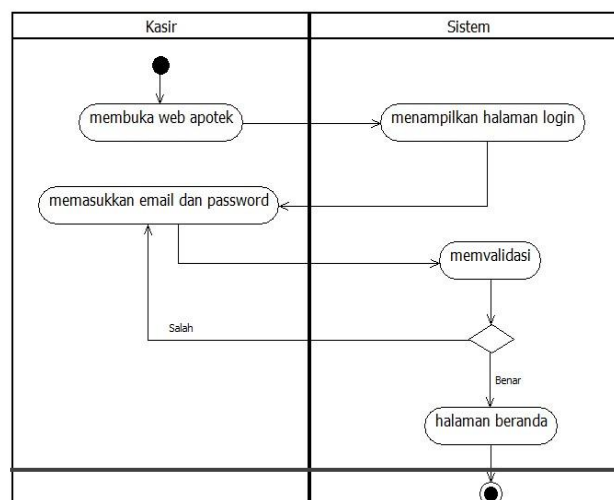 Kasir
Sistem
membuka web apotek
menampilkan halaman login
memasukkan email dan password
memvalidasi
Salah
Benar
halaman beranda